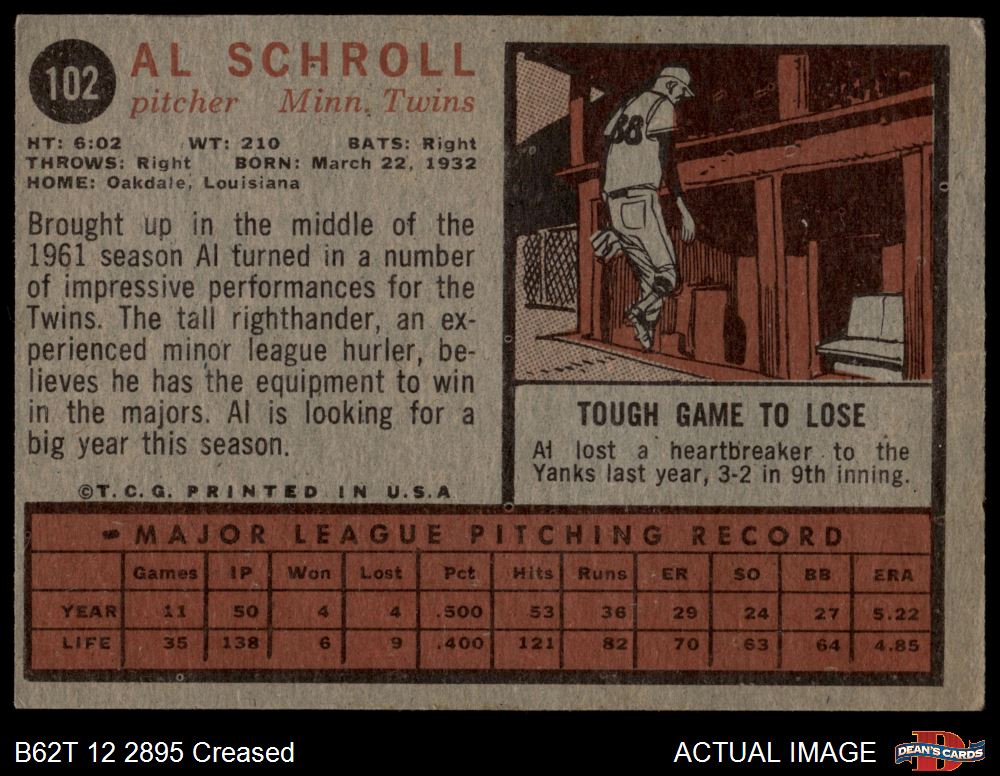 102
AL SCHROLL
pitcher Minn. Twins
HT: 6:02 WT: 210 BATS: Right
THROWS: Right BORN: March 22, 1932
HOME: Oakdale, Louisiana
Brought up in the middle of the
1961 season Al turned in a number
of impressive performances for the
Twins. The tall righthander, an ex-
perienced minor league hurler, be-
lieves he has the equipment to win
in the majors. Al is looking for a
big year this season.
©T.C.G. PRINTED IN U.S.A
88
TOUGH GAME TO LOSE
Al lost a heartbreaker to the
Yanks last year, 3-2 in 9th inning.
MAJOR LEAGUE PITCHING RECORD
Games IP Won Lost Pct Hits Runs ER SO BB ERA
YEAR 11 50 4 4 .500 53 36 29 24 27 5.22
LIFE 35 138 6 9 .400 121 82 70 63 64 4.85
B62T 12 2895 Creased ACTUAL IMAGE DEAN'S CARDS